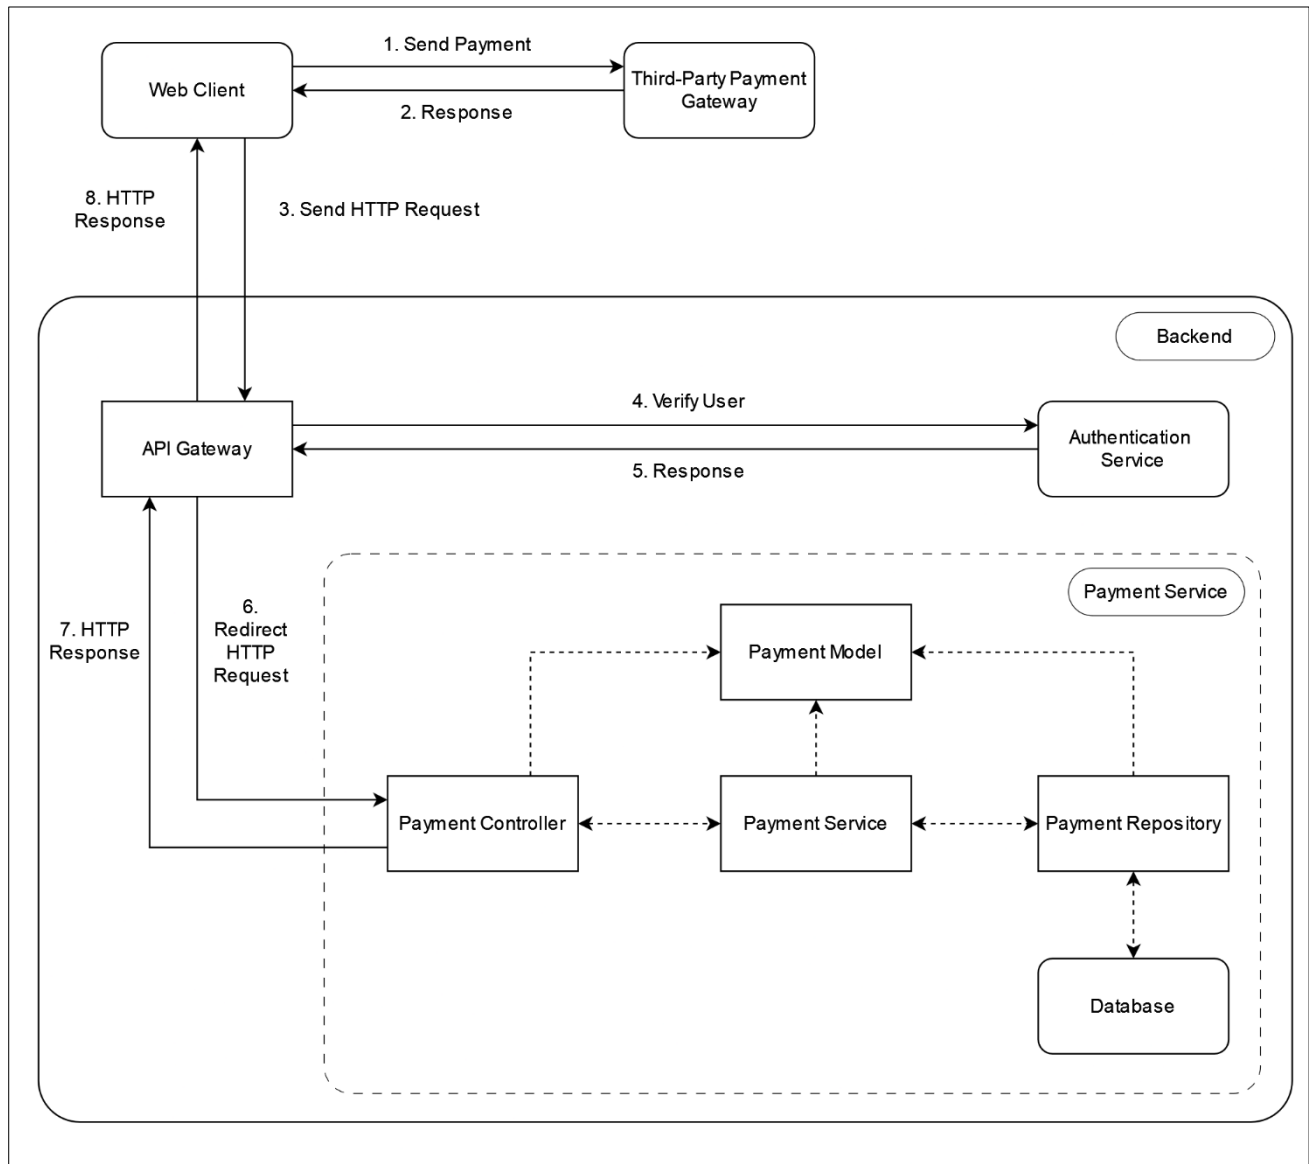 1. Send Payment
Web Client
Third-Party Payment
Gateway
2. Response
8. HTTP
Response
3. Send HTTP Request
Backend
4. Verify User
API Gateway
Authentication
Service
5. Response
Payment Service
6.
Redirect
HTTP
Request
7. HTTP
Response
Payment Model
Payment Controller
Payment Service
Payment Repository
Database